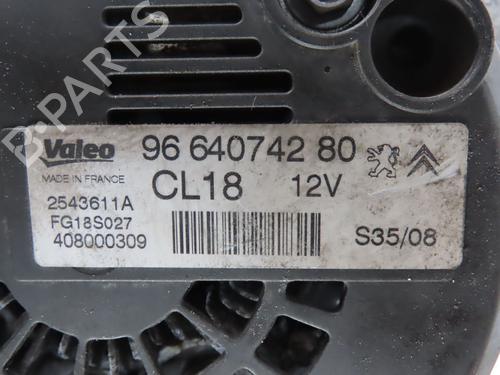 B-PARTS
Valeo
96 640742 80
MADE IN FRANCE
CL18 12V
2543611A
FG18S027
408000309
S35/08